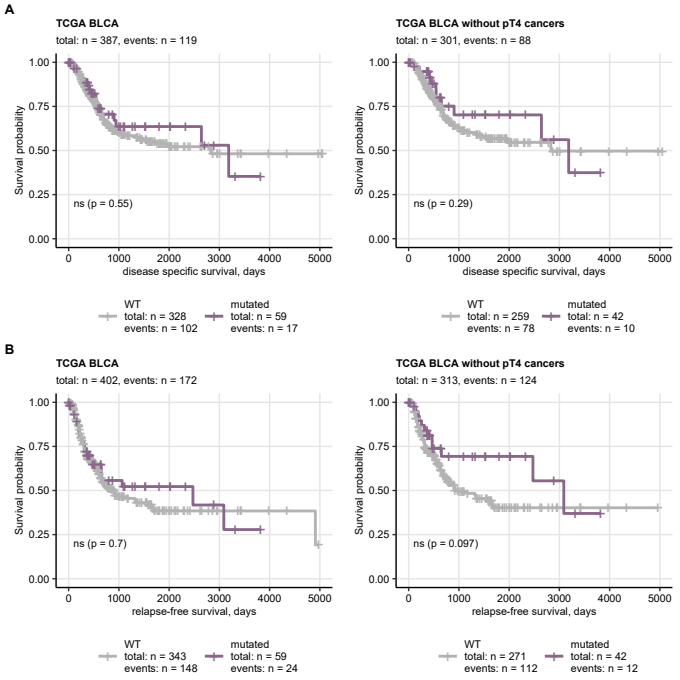 A
TCGA BLCA
total: n = 387, events: n = 119
Survival probability
1.00
0.75
0.50
0.25
0.00
ns (p = 0.55)
0 1000 2000 3000 4000 5000
disease specific survival, days
WT
total: n = 328
events: n = 102
mutated
total: n = 59
events: n = 17
TCGA BLCA without pT4 cancers
total: n = 301, events: n = 88
Survival probability
1.00
0.75
0.50
0.25
0.00
ns (p = 0.29)
0 1000 2000 3000 4000 5000
disease specific survival, days
WT
total: n = 259
events: n = 78
mutated
total: n = 42
events: n = 10
B
TCGA BLCA
total: n = 402, events: n = 172
Survival probability
1.00
0.75
0.50
0.25
0.00
ns (p = 0.7)
0 1000 2000 3000 4000 5000
relapse-free survival, days
WT
total: n = 343
events: n = 148
mutated
total: n = 59
events: n = 24
TCGA BLCA without pT4 cancers
total: n = 313, events: n = 124
Survival probability
1.00
0.75
0.50
0.25
0.00
ns (p = 0.097)
0 1000 2000 3000 4000 5000
relapse-free survival, days
WT
total: n = 271
events: n = 112
mutated
total: n = 42
events: n = 12